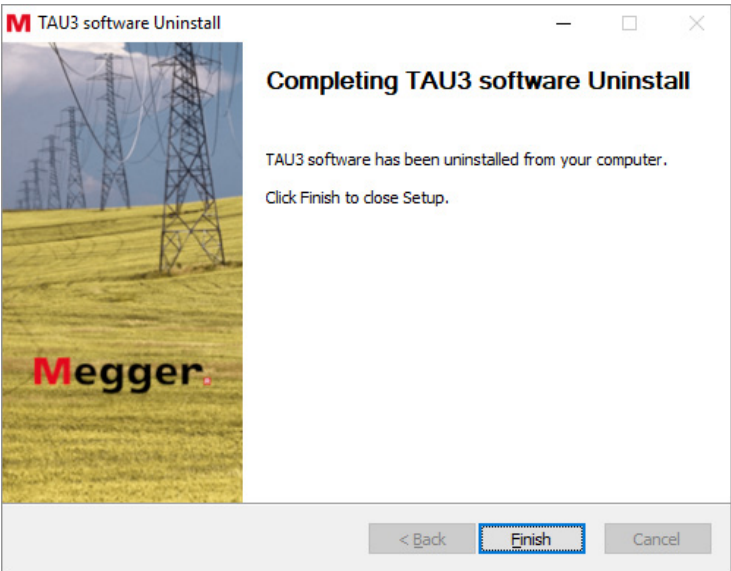 M TAU3 software Uninstall
Completing TAU3 software Uninstall
TAU3 software has been uninstalled from your computer.
Click Finish to close Setup.
Megger.
< Back
Finish
Cancel